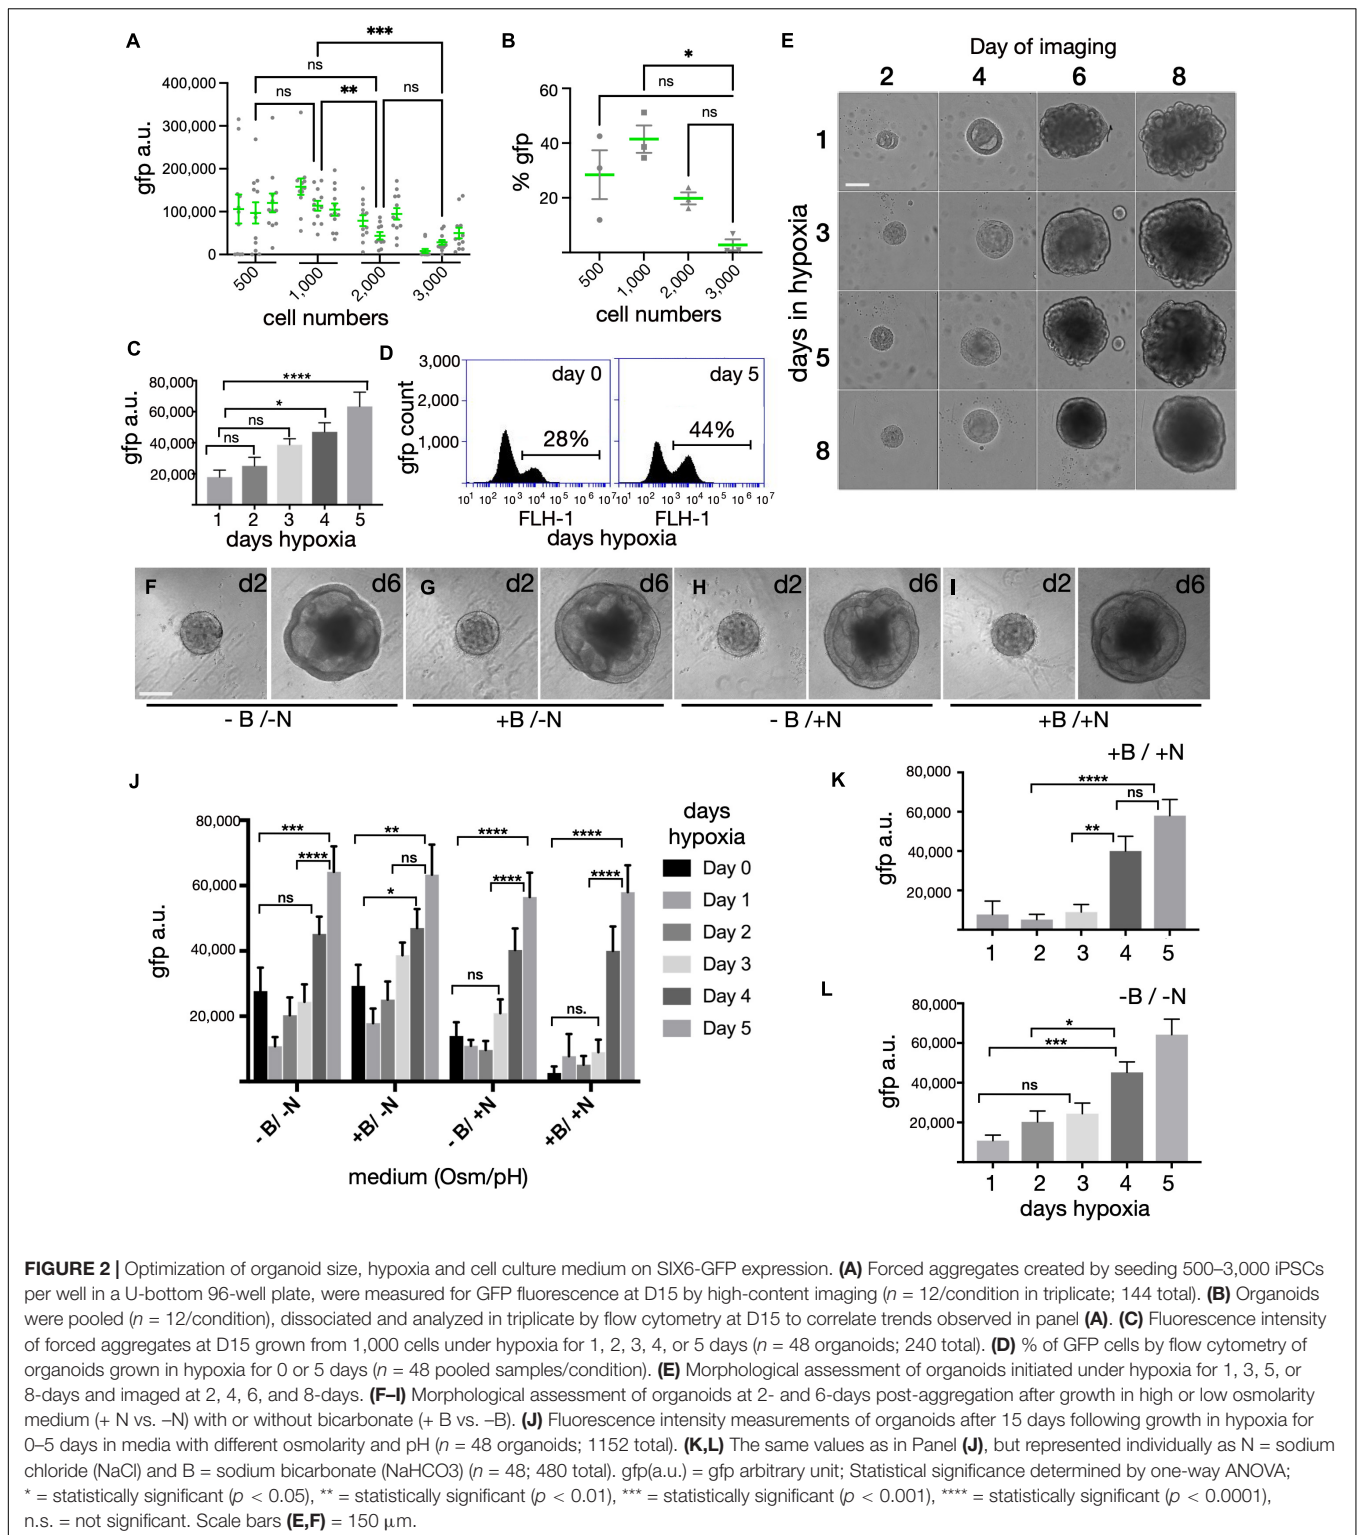 A
***
ns
ns
**
ns
400,000
300,000
200,000
100,000
0
gfp a.u.
500
1,000
2,000
3,000
cell numbers
B
*
ns
ns
60
40
20
% gfp
500
1,000
2,000
3,000
cell numbers
C
****
*
ns
ns
80,000
60,000
40,000
20,000
gfp a.u.
1 2 3 4 5
days hypoxia
D
3,000
2,000
1,000
gfp count
day 0
28%
day 5
44%
10¹ 10² 10³ 10⁴ 10⁵ 10⁶ 10⁷
10¹ 10² 10³ 10⁴ 10⁵ 10⁶ 10⁷
FLH-1 FLH-1
days hypoxia
E
Day of imaging
2 4 6 8
days in hypoxia
1
3
5
8
F d2 d6 G d2 d6 H d2 d6 I d2 d6
- B /-N +B /-N - B /+N +B /+N
J
80,000
60,000
40,000
20,000
gfp a.u.
***
****
ns
**
ns
*
****
****
ns
****
****
ns.
- B/ -N +B/ -N - B/ +N +B/ +N
medium (Osm/pH)
days
hypoxia
Day 0
Day 1
Day 2
Day 3
Day 4
Day 5
K
+B / +N
****
ns
**
80,000
60,000
40,000
20,000
gfp a.u.
1 2 3 4 5
L
-B / -N
*
***
ns
80,000
60,000
40,000
20,000
gfp a.u.
1 2 3 4 5
days hypoxia
FIGURE 2 | Optimization of organoid size, hypoxia and cell culture medium on SIX6-GFP expression. (A) Forced aggregates created by seeding 500–3,000 iPSCs
per well in a U-bottom 96-well plate, were measured for GFP fluorescence at D15 by high-content imaging (n = 12/condition in triplicate; 144 total). (B) Organoids
were pooled (n = 12/condition), dissociated and analyzed in triplicate by flow cytometry at D15 to correlate trends observed in panel (A). (C) Fluorescence intensity
of forced aggregates at D15 grown from 1,000 cells under hypoxia for 1, 2, 3, 4, or 5 days (n = 48 organoids; 240 total). (D) % of GFP cells by flow cytometry of
organoids grown in hypoxia for 0 or 5 days (n = 48 pooled samples/condition). (E) Morphological assessment of organoids initiated under hypoxia for 1, 3, 5, or
8-days and imaged at 2, 4, 6, and 8-days. (F–I) Morphological assessment of organoids at 2- and 6-days post-aggregation after growth in high or low osmolarity
medium (+ N vs. –N) with or without bicarbonate (+ B vs. –B). (J) Fluorescence intensity measurements of organoids after 15 days following growth in hypoxia for
0–5 days in media with different osmolarity and pH (n = 48 organoids; 1152 total). (K,L) The same values as in Panel (J), but represented individually as N = sodium
chloride (NaCl) and B = sodium bicarbonate (NaHCO3) (n = 48; 480 total). gfp(a.u.) = gfp arbitrary unit; Statistical significance determined by one-way ANOVA;
* = statistically significant (p < 0.05), ** = statistically significant (p < 0.01), *** = statistically significant (p < 0.001), **** = statistically significant (p < 0.0001),
n.s. = not significant. Scale bars (E,F) = 150 μm.